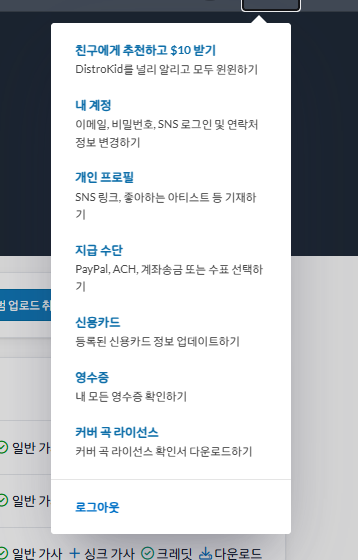 친구에게 추천하고 $10 받기
DistroKid를 널리 알리고 모두 윈윈하기
내 계정
이메일, 비밀번호, SNS 로그인 및 연락처
정보 변경하기
개인 프로필
SNS 링크, 좋아하는 아티스트 등 기재하
기
지급 수단
PayPal, ACH, 계좌송금 또는 수표 선택하
기
신용카드
등록된 신용카드 정보 업데이트하기
범 업로드 취
영수증
내 모든 영수증 확인하기
커버 곡 라이선스
커버 곡 라이선스 확인서 다운로드하기
일반 가
일반 가
로그아웃
일반 가사 + 싱크 가사 크레딧 다운로드